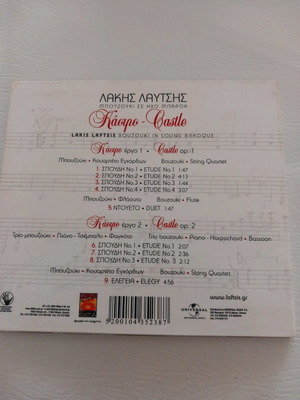 ΛΑΚΗΣ ΛΑΥΤΣΗΣ
ΜΠΟΥΖΟΥΚΙ ΣΕ ΗΧΟ ΜΠΑΡΟΚ
Κάστρο - Castle
LAKIS LAFTSIS BOUZOUKI IN SOUND BAROQUE
Κάστρο έργο 1 • Castle op. 1
Μπουζούκι • Κουαρτέτο Εγχόρδων Bouzouki • String Quartet
1 ΣΠΟΥΔΗ No.1 • ETUDE No.1 1:47
2 ΣΠΟΥΔΗ No.2 • ETUDE No.2 4:13
3 ΣΠΟΥΔΗ No.3 • ETUDE No.3 1:44
4 ΣΠΟΥΔΗ No.4 • ETUDE No.4 3:07
Μπουζούκι • Φλάουτο Bouzouki • Flute
5 ΝΤΟΥΕΤΟ • DUET 1:47
Κάστρο έργο 2 • Castle op. 2
Τρίο μπουζούκι • Πιάνο - Τσέμπαλο • Φαγκότο Trio bouzouki • Piano - Harpsichord • Bassoon
6 ΣΠΟΥΔΗ No.1 • ETUDE No.1 2:07
7 ΣΠΟΥΔΗ No.2 • ETUDE No.2 2:36
8 ΣΠΟΥΔΗ No. 3 • ETUDE No. 3 2:12
Μπουζούκι • Κουαρτέτο Εγχόρδων Bouzouki • String Quartet
9 ΕΛΕΓΕΙΑ • ELEGY 4:56
www.laftsis.gr
UNIVERSAL
5200104352387